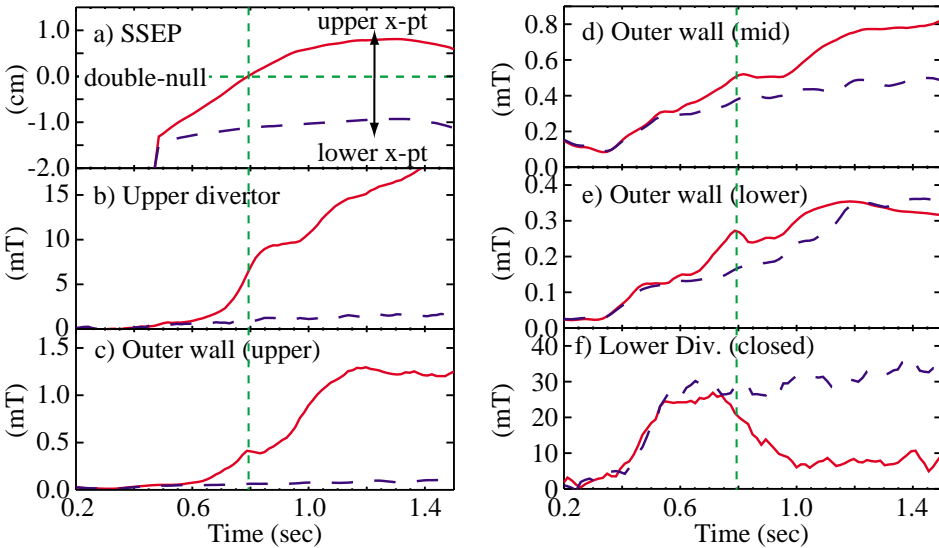 a) SSEP
upper x-pt
double-null
lower x-pt
(cm)
1.0
0.0
-1.0
-2.0
b) Upper divertor
(mT)
15
10
5
0
c) Outer wall (upper)
(mT)
1.5
1.0
0.5
0.0
0.2 0.6 1.0 1.4
Time (sec)
d) Outer wall (mid)
(mT)
0.8
0.6
0.4
0.2
0.0
e) Outer wall (lower)
(mT)
0.4
0.3
0.2
0.1
0.0
f) Lower Div. (closed)
(mT)
40
30
20
10
0
0.2 0.6 1.0 1.4
Time (sec)